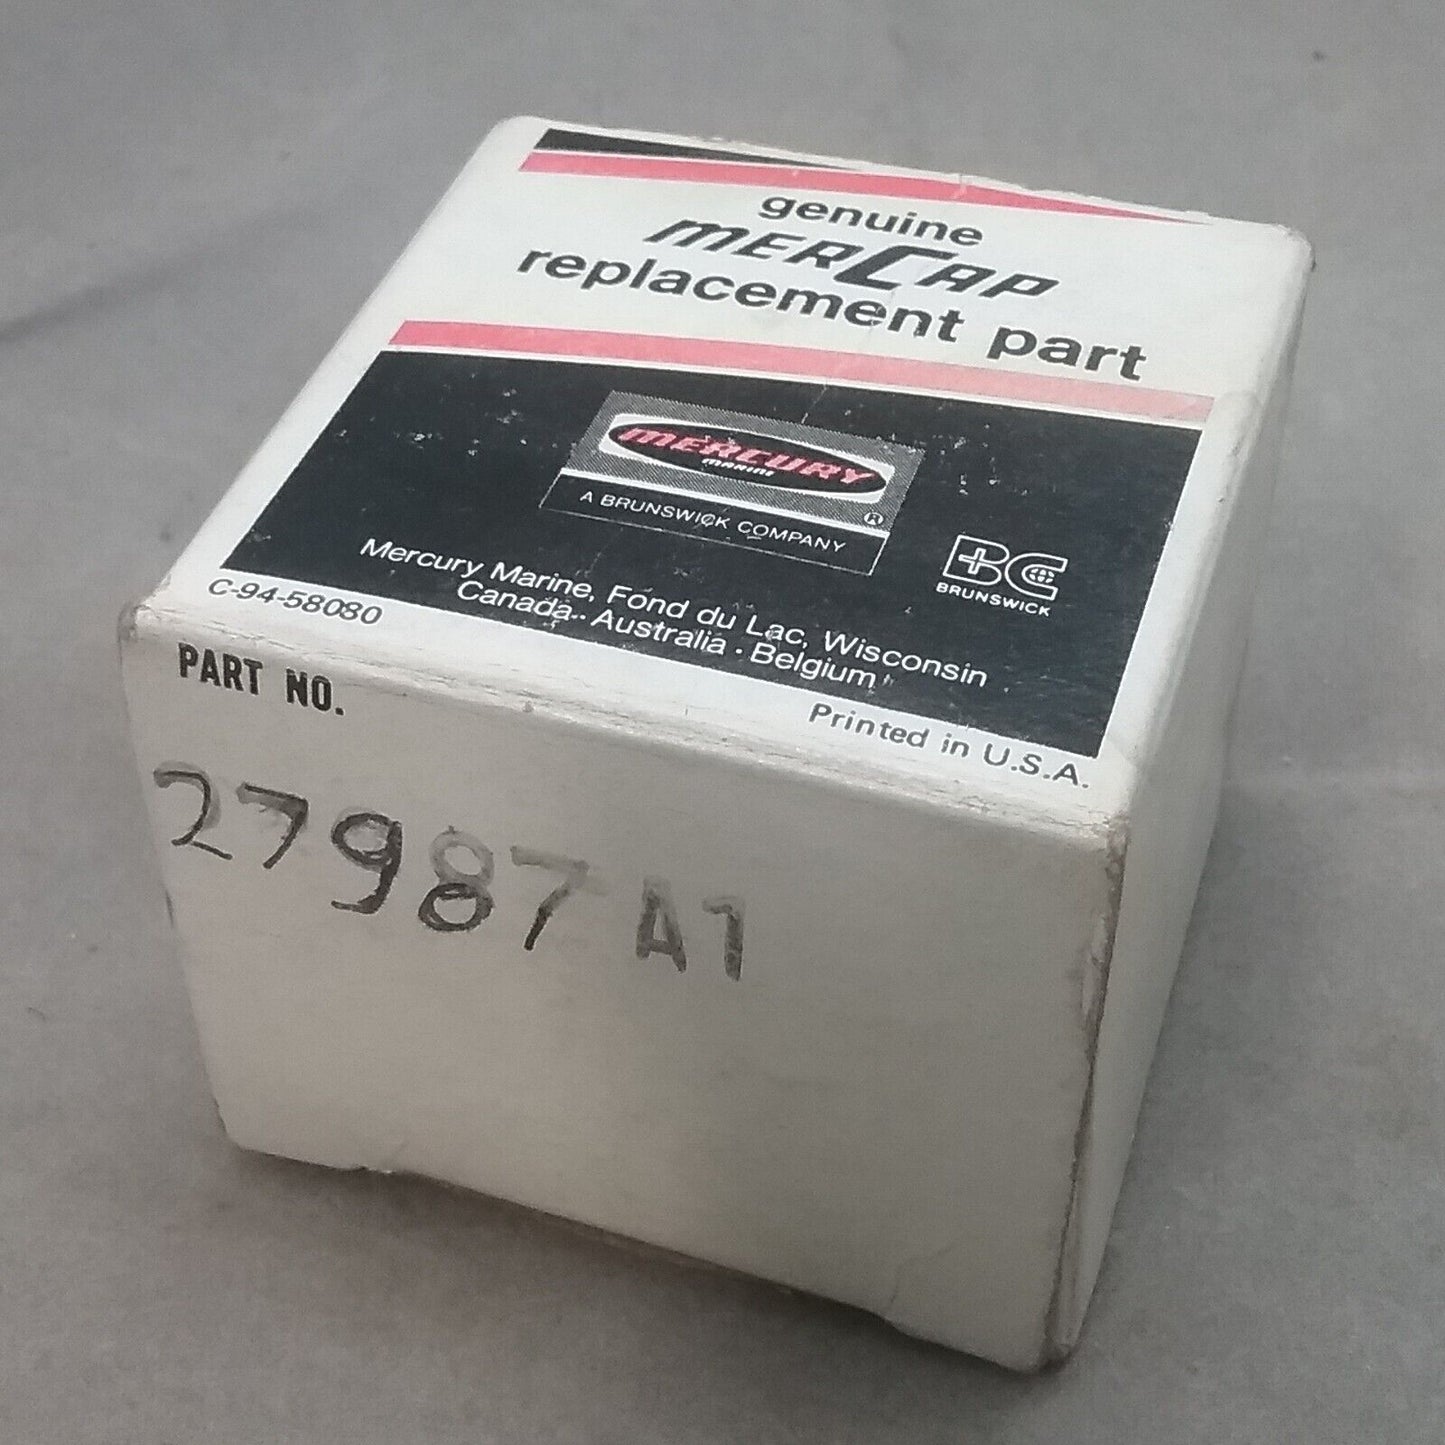 genuine
merCap
replacement part
MERCURY
MARINE
®
A BRUNSWICK COMPANY
BC
BRUNSWICK
Mercury Marine, Fond du Lac, Wisconsin
Canada · Australia · Belgium
C-94-58080
Printed in U.S.A.
PART NO.
27987A1